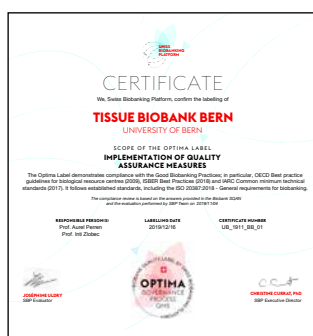 SWISS
BIOBANKING
PLATFORM
CERTIFICATE
We, Swiss Biobanking Platform, confirm the labelling of
TISSUE BIOBANK BERN
UNIVERSITY OF BERN
SCOPE OF THE OPTIMA LABEL
IMPLEMENTATION OF QUALITY
ASSURANCE MEASURES
The Optima Label demonstrates compliance with the Good Biobanking Practices; in particular, OECD Best practice
guidelines for biological resource centres (2009), ISBER Best Practices (2018) and IARC Common minimum technical
standards (2017). It follows established standards, including the ISO 20387:2018 - General requirements for biobanking.
The compliance review is based on the answers provided in the Biobank SQAN
and the evaluation performed by SBP Team on 2019/11/04
RESPONSIBLE PERSON(S) LABELLING DATE CERTIFICATE NUMBER
Prof. Aurel Perren 2019/12/16 UB_1911_BB_01
Prof. Inti Zlobec
OPTIMA
GOVERNANCE
PROCESS
QMS
JOSÉPHINE ULDRY CHRISTINE CURRAT, PhD
SBP Evaluator SBP Executive Director